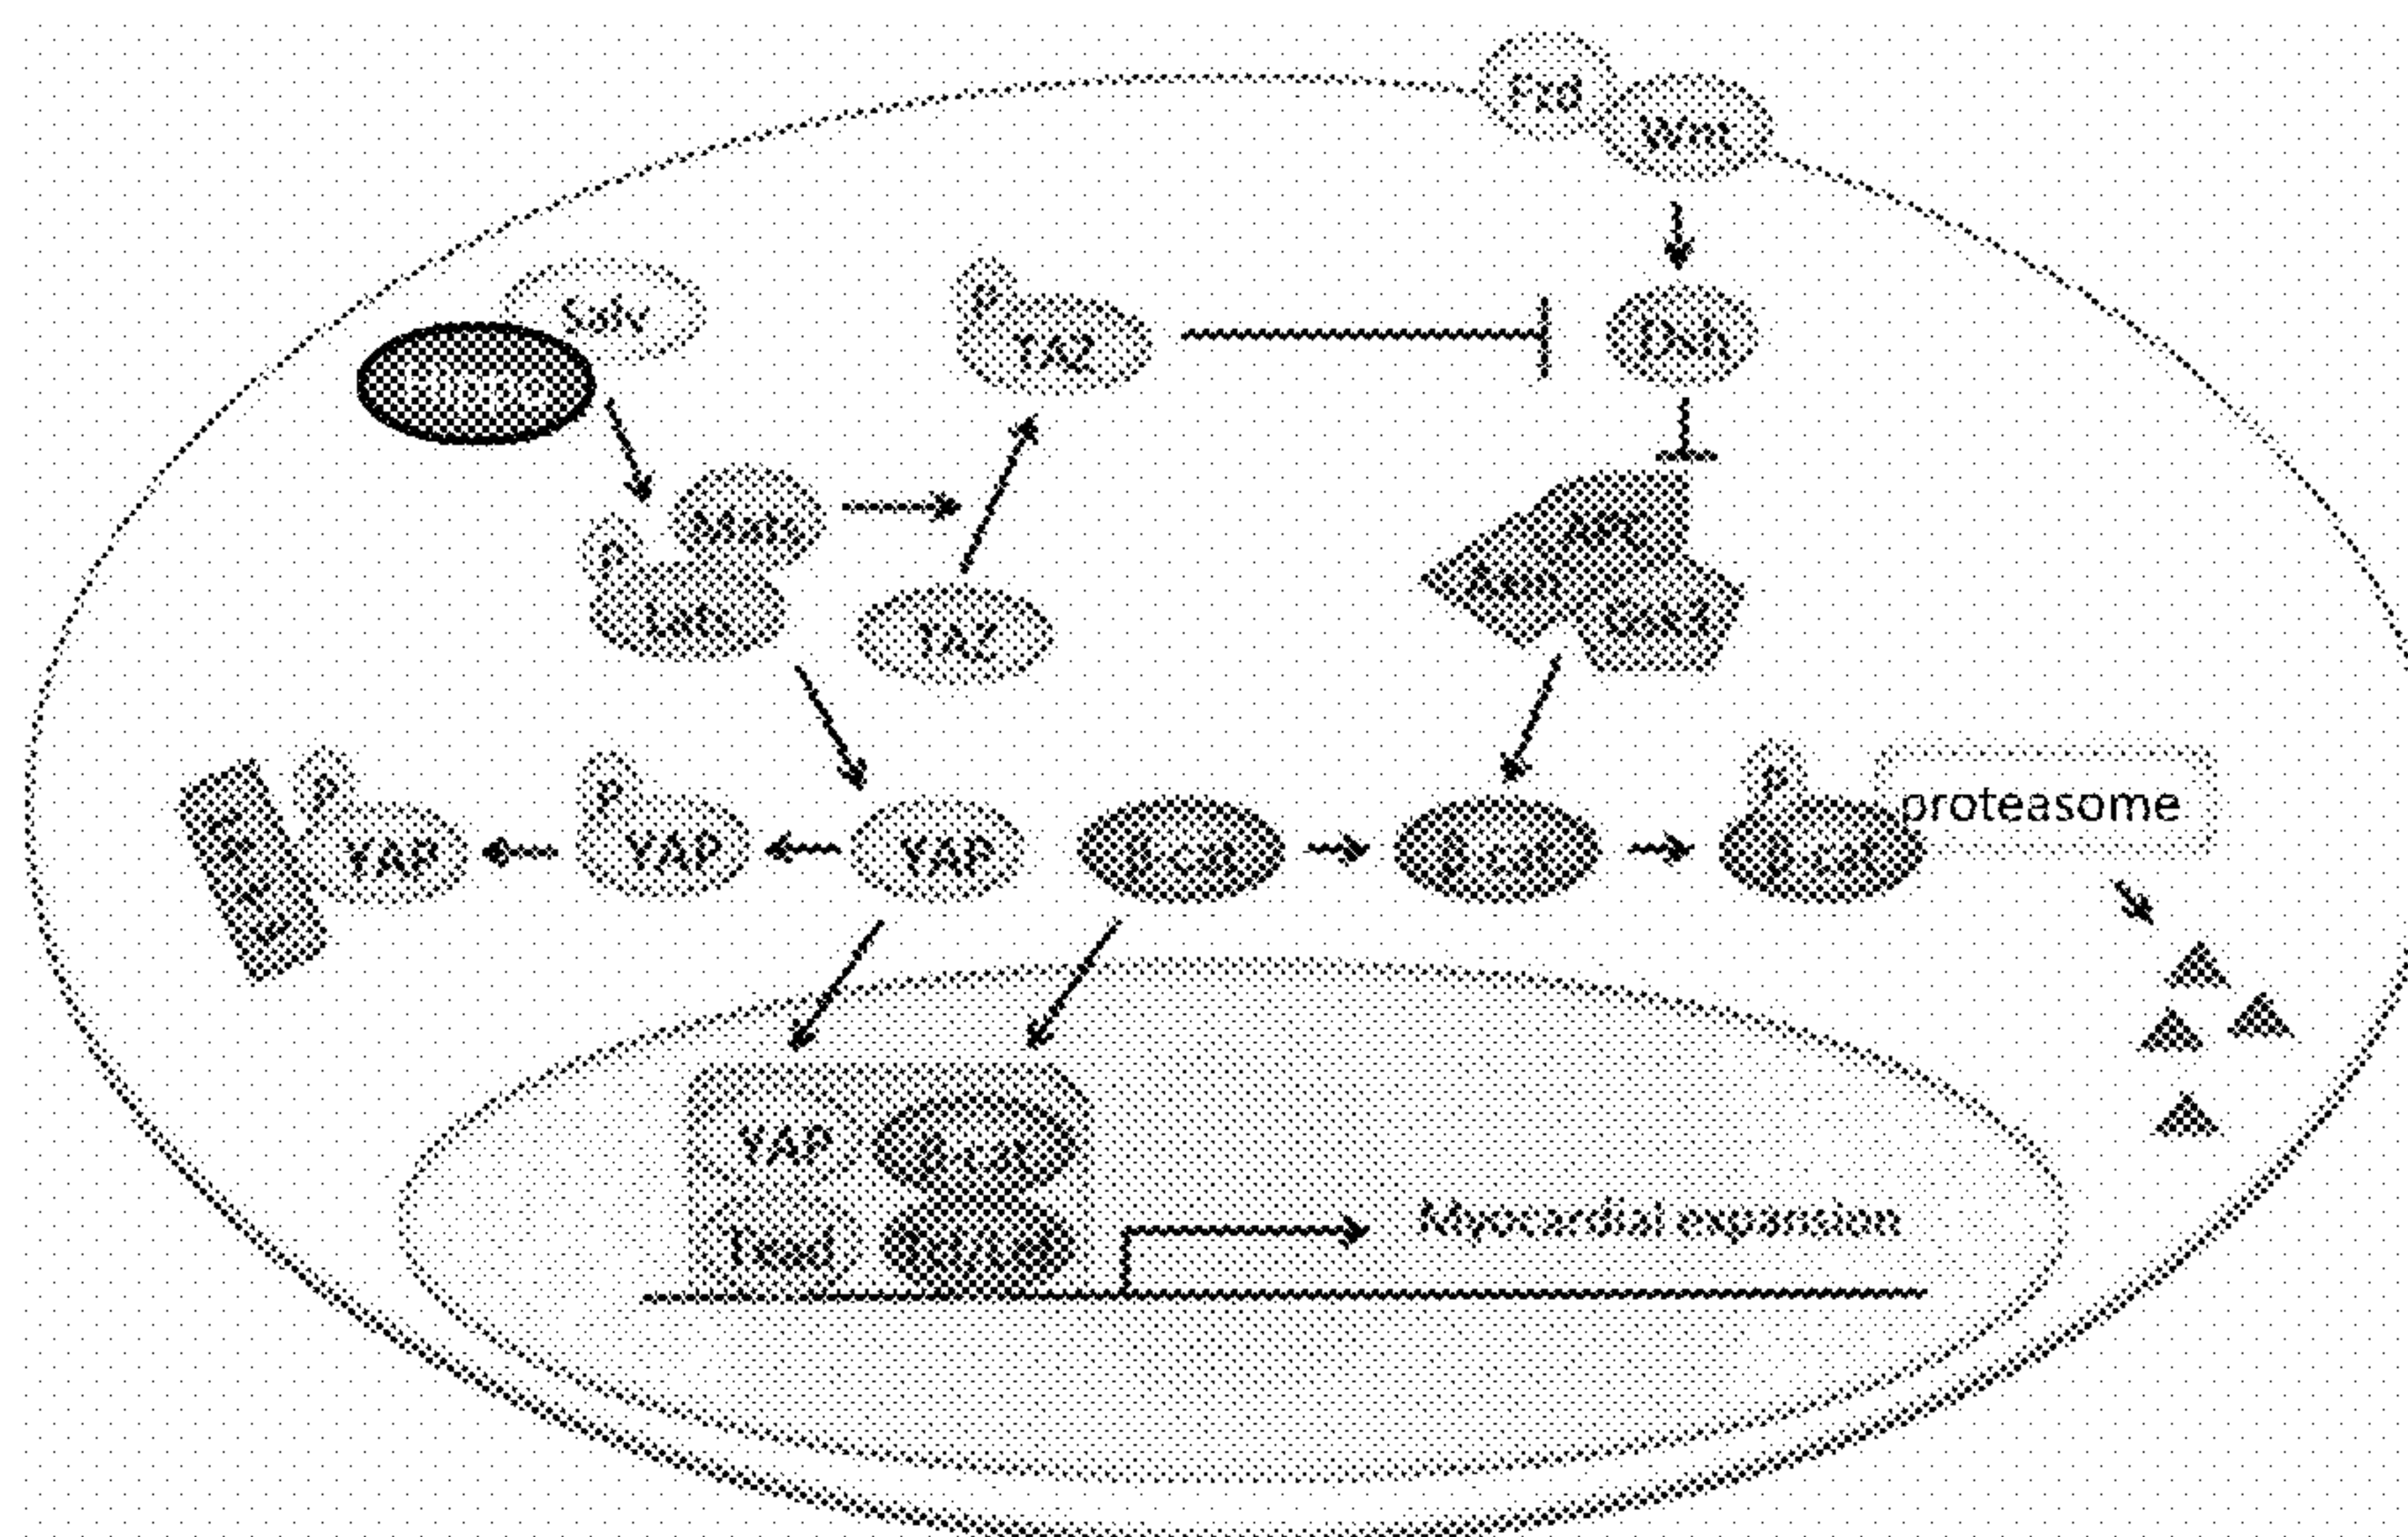 Fzd
Wnt
Salv
P
TAZ
Dsh
Hippo
Mats
P
Lats
TAZ
APC
Axin
Gsk3
P
YAP
P
YAP
YAP
β-cat
β-cat
P
β-cat
proteasome
YAP
β-cat
Tead
Tcf/Lef
Myocardial expansion